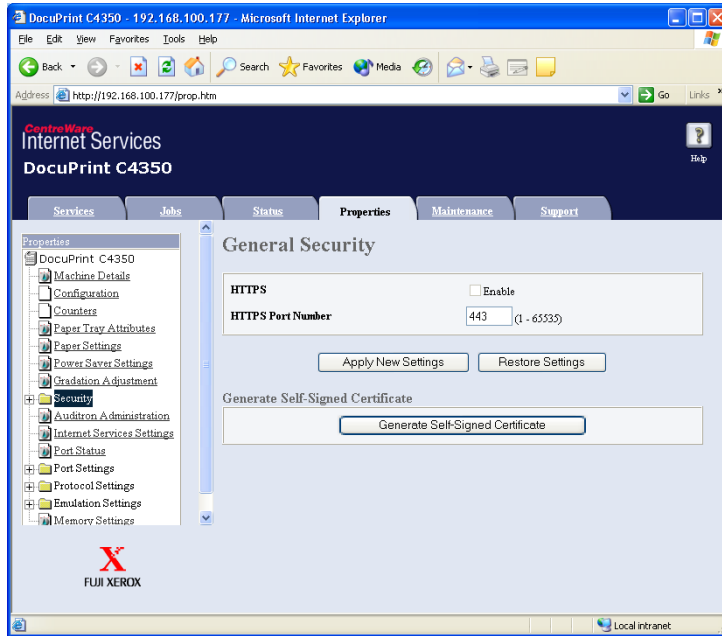 DocuPrint C4350 - 192.168.100.177 - Microsoft Internet Explorer
File Edit View Favorites Tools Help
Back Search Favorites Media
Address http://192.168.100.177/prop.htm Go Links »
CentreWare
Internet Services
DocuPrint C4350
Help
Services Jobs Status Properties Maintenance Support
Properties
DocuPrint C4350
Machine Details
Configuration
Counters
Paper Tray Attributes
Paper Settings
Power Saver Settings
Gradation Adjustment
Security
Auditron Administration
Internet Services Settings
Port Status
Port Settings
Protocol Settings
Emulation Settings
Memory Settings
FUJI XEROX
General Security
HTTPS Enable
HTTPS Port Number 443 (1 - 65535)
Apply New Settings Restore Settings
Generate Self-Signed Certificate
Generate Self-Signed Certificate
Local intranet